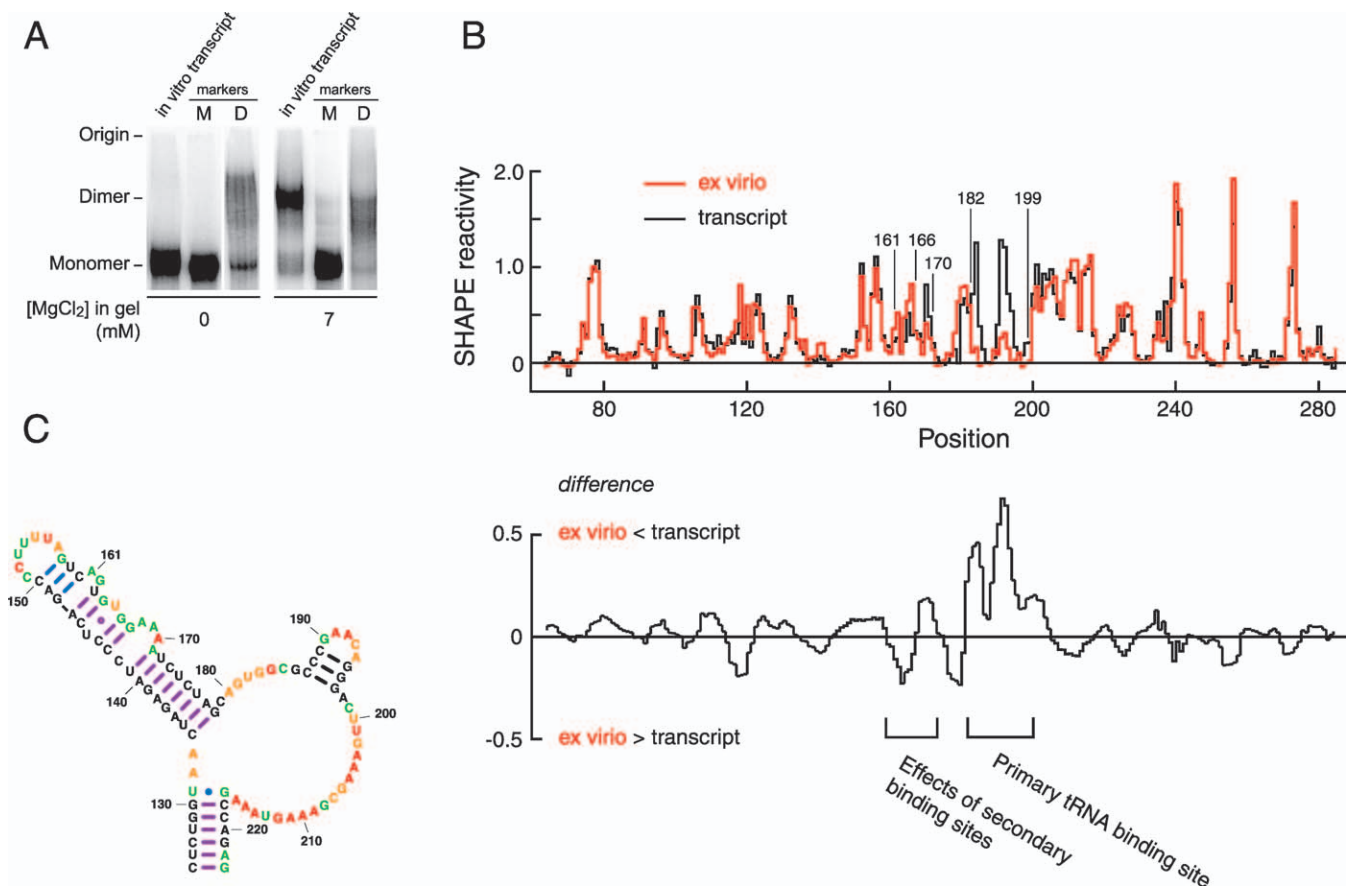 A
in vitro transcript
markers
M
D
in vitro transcript
markers
M
D
Origin
Dimer
Monomer
[MgCl2] in gel
(mM)
0
7
B
SHAPE reactivity
2.0
1.0
0
ex virio
transcript
161
166
170
182
199
80
120
160
200
240
280
Position
difference
0.5
0
-0.5
ex virio < transcript
ex virio > transcript
Effects of secondary
binding sites
Primary tRNA binding site
C
130
140
150
161
170
180
190
200
210
220